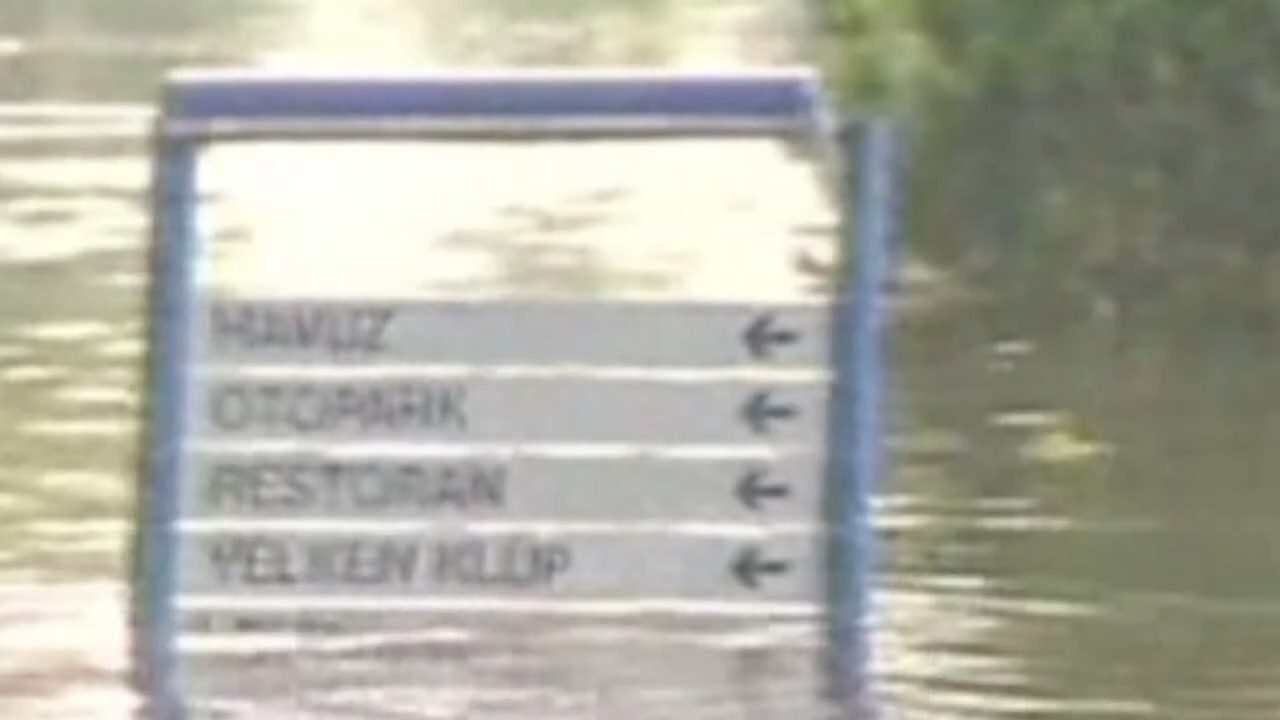 HAVUZ ←
OTOPARK ←
RESTORAN ←
YELKEN KLÜP ←